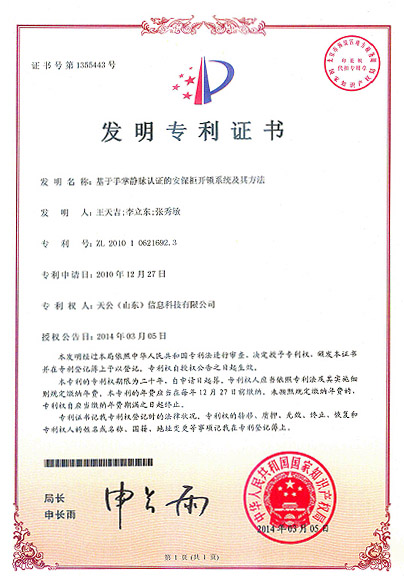 证书号第1355443号
发明专利证书
发 明 名 称：基于手掌静脉认证的安保柜开锁系统及其方法
发 明 人：王天吉;李立东;张秀敏
专 利 号：ZL 2010 1 0621692.3
专利申请日：2010年12月27日
专 利 权 人：天公（山东）信息科技有限公司
授权公告日：2014年03月05日
本发明经过本局依照中华人民共和国专利法进行审查，决定授予专利权，颁发本证书
并在专利登记簿上予以登记。专利权自授权公告之日起生效。
本专利的专利权期限为二十年，自申请日起算。专利权人应当依照专利法及其实施细
则规定缴纳年费。本专利的年费应当在每年12月27日前缴纳。未按照规定缴纳年费的，
专利权自应当缴纳年费期满之日起终止。
专利证书记载专利权登记时的法律状况。专利权的转移、质押、无效、终止、恢复和
专利权人的姓名或名称、国籍、地址变更等事项记载在专利登记簿上。
局长
申长雨
申长雨
中华人民共和国国家知识产权局
2014年03月05日
第1页（共1页）